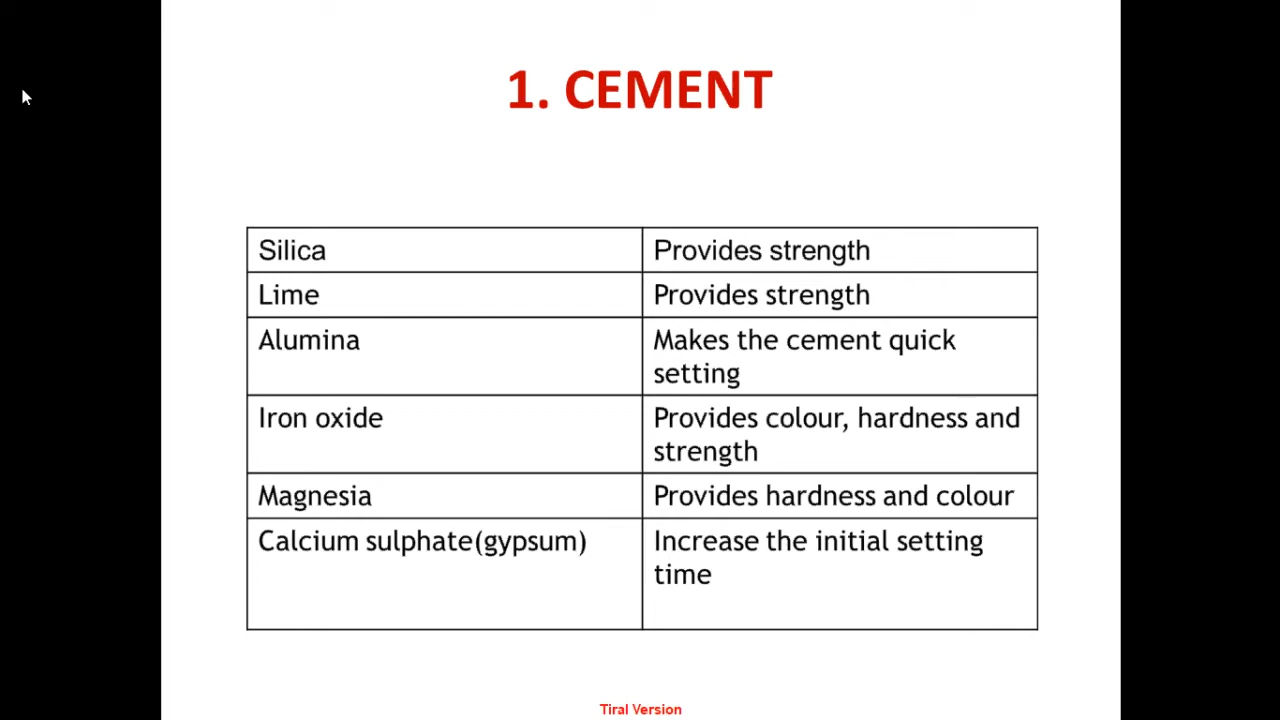 1. CEMENT
Silica
Provides strength
Lime
Provides strength
Alumina
Makes the cement quick
setting
Iron oxide
Provides colour, hardness and
strength
Magnesia
Provides hardness and colour
Calcium sulphate(gypsum)
Increase the initial setting
time
Tiral Version